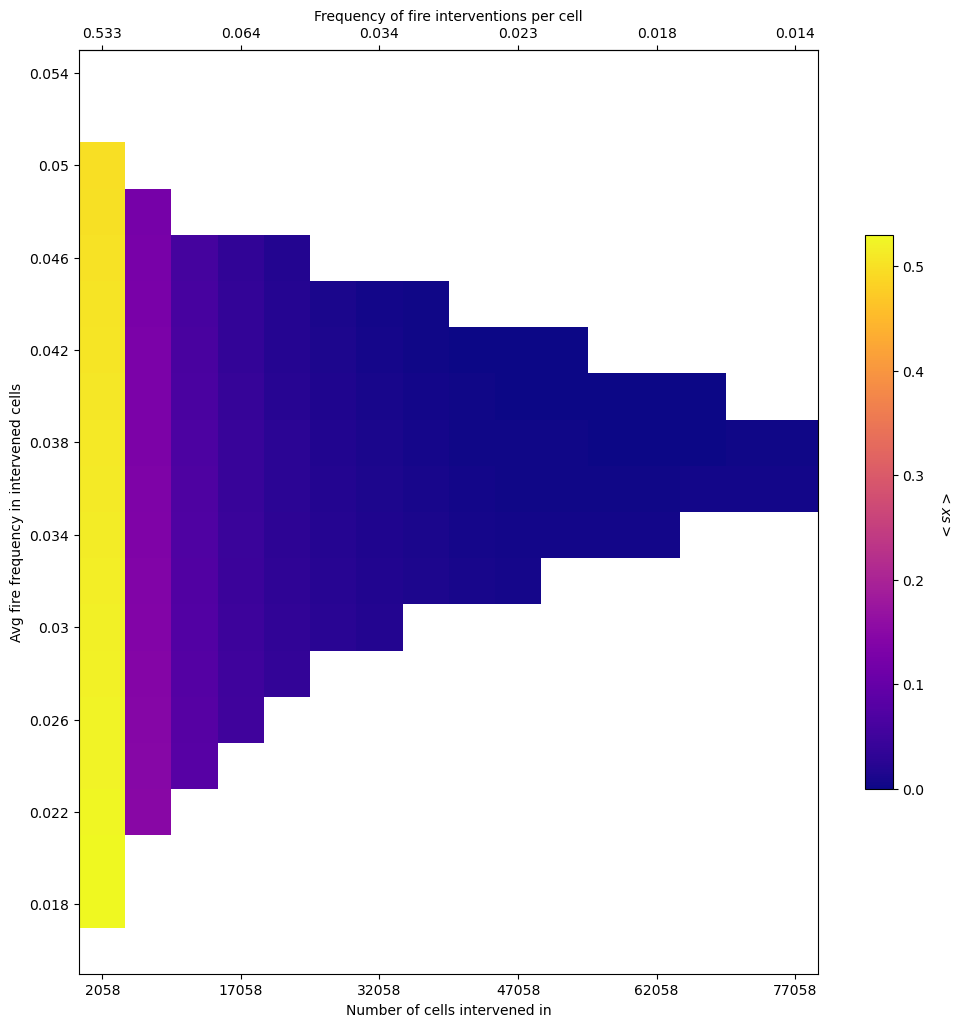 Frequency of fire interventions per cell
0.533 0.064 0.034 0.023 0.018 0.014
0.054
0.05
0.046
0.042
0.038
0.034
0.03
0.026
0.022
0.018
Avg fire frequency in intervened cells
2058 17058 32058 47058 62058 77058
Number of cells intervened in
0.5
0.4
0.3
0.2
0.1
0.0
< sx >